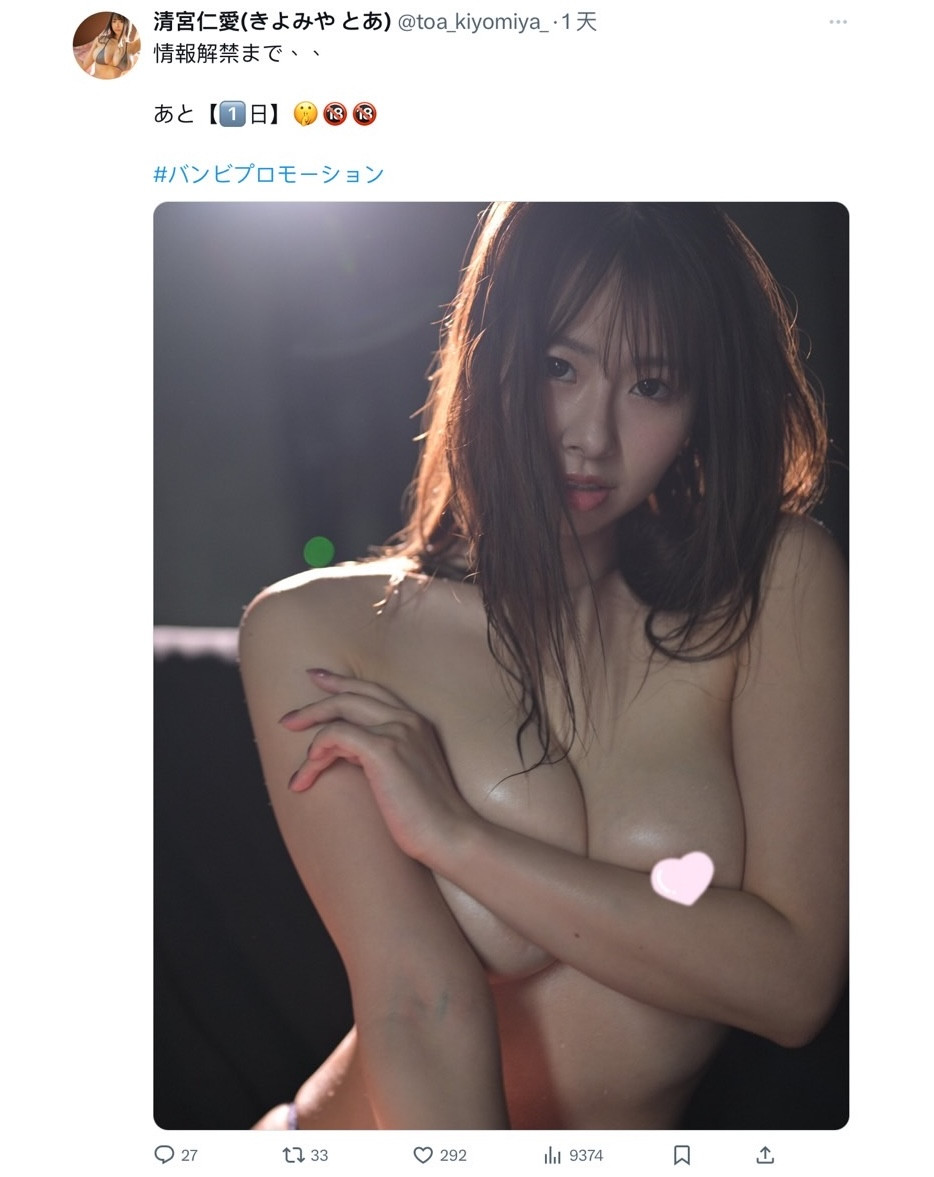 清宮仁愛(きよみや とあ) @toa_kiyomiya_ · 1 天
情報解禁まで、、
あと【1️⃣日】🤫🔞🔞
#バンビプロモーション
27 33 292 9374